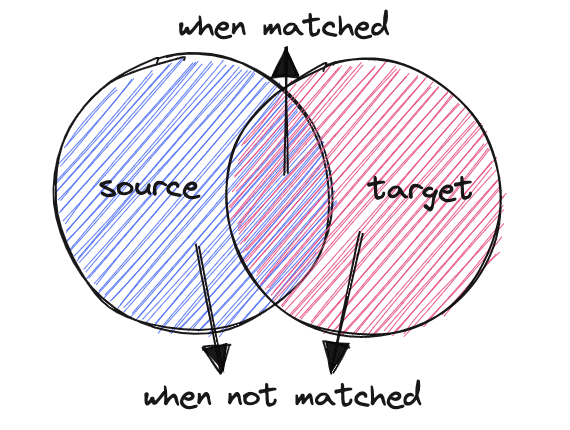 when matched
source
target
when not matched